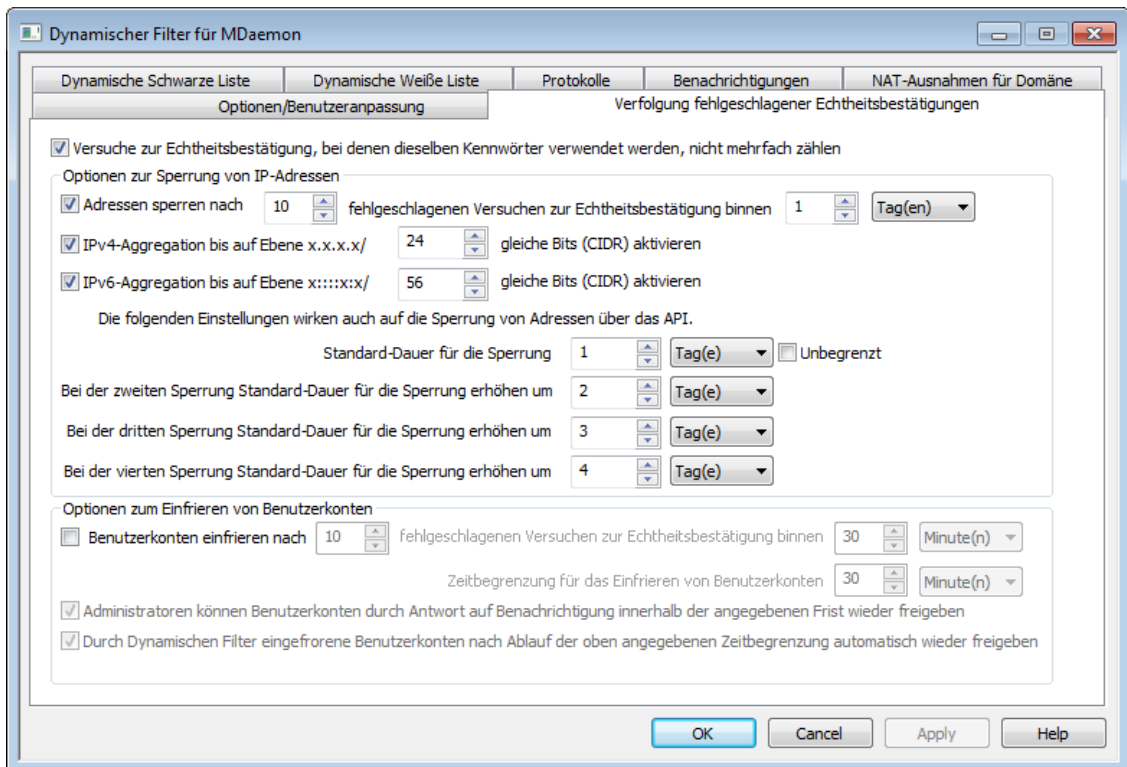 Dynamischer Filter für MDaemon
Dynamische Schwarze Liste Dynamische Weiße Liste Protokolle Benachrichtigungen NAT-Ausnahmen für Domäne
Optionen/Benutzeranpassung Verfolgung fehlgeschlagener Echtheitsbestätigungen
Versuche zur Echtheitsbestätigung, bei denen dieselben Kennwörter verwendet werden, nicht mehrfach zählen
Optionen zur Sperrung von IP-Adressen
Adressen sperren nach 10 fehlgeschlagenen Versuchen zur Echtheitsbestätigung binnen 1 Tag(en)
IPv4-Aggregation bis auf Ebene x.x.x.x/ 24 gleiche Bits (CIDR) aktivieren
IPv6-Aggregation bis auf Ebene x::::x:x/ 56 gleiche Bits (CIDR) aktivieren
Die folgenden Einstellungen wirken auch auf die Sperrung von Adressen über das API.
Standard-Dauer für die Sperrung 1 Tag(e) Unbegrenzt
Bei der zweiten Sperrung Standard-Dauer für die Sperrung erhöhen um 2 Tag(e)
Bei der dritten Sperrung Standard-Dauer für die Sperrung erhöhen um 3 Tag(e)
Bei der vierten Sperrung Standard-Dauer für die Sperrung erhöhen um 4 Tag(e)
Optionen zum Einfrieren von Benutzerkonten
Benutzerkonten einfrieren nach 10 fehlgeschlagenen Versuchen zur Echtheitsbestätigung binnen 30 Minute(n)
Zeitbegrenzung für das Einfrieren von Benutzerkonten 30 Minute(n)
Administratoren können Benutzerkonten durch Antwort auf Benachrichtigung innerhalb der angegebenen Frist wieder freigeben
Durch Dynamischen Filter eingefrorene Benutzerkonten nach Ablauf der oben angegebenen Zeitbegrenzung automatisch wieder freigeben
OK Cancel Apply Help